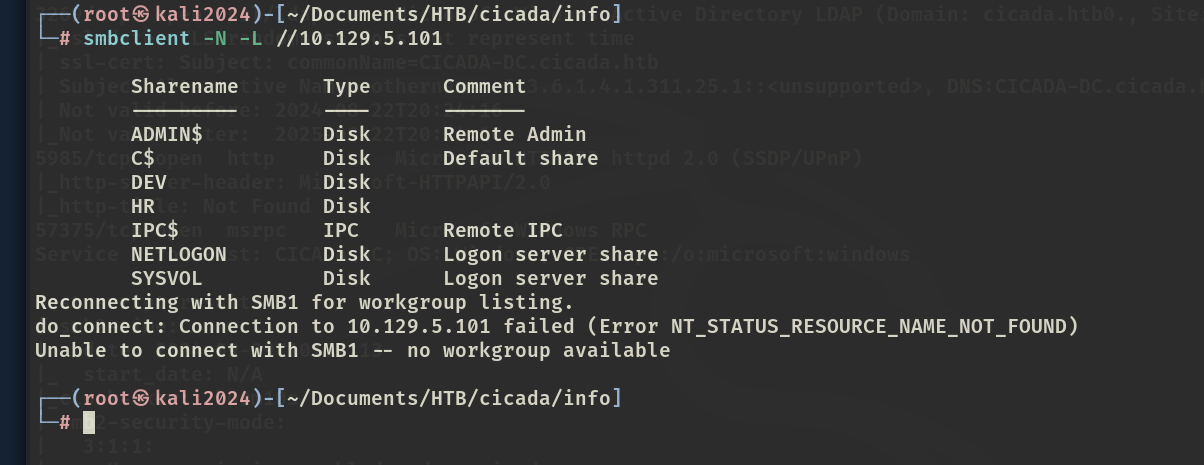 ┌──(root㉿kali2024)-[~/Documents/HTB/cicada/info]
└─# smbclient -N -L //10.129.5.101
Sharename Type Comment
--------- ---- -------
ADMIN$ Disk Remote Admin
C$ Disk Default share
DEV Disk
HR Disk
IPC$ IPC Remote IPC
NETLOGON Disk Logon server share
SYSVOL Disk Logon server share
Reconnecting with SMB1 for workgroup listing.
do_connect: Connection to 10.129.5.101 failed (Error NT_STATUS_RESOURCE_NAME_NOT_FOUND)
Unable to connect with SMB1 -- no workgroup available
┌──(root㉿kali2024)-[~/Documents/HTB/cicada/info]
└─#